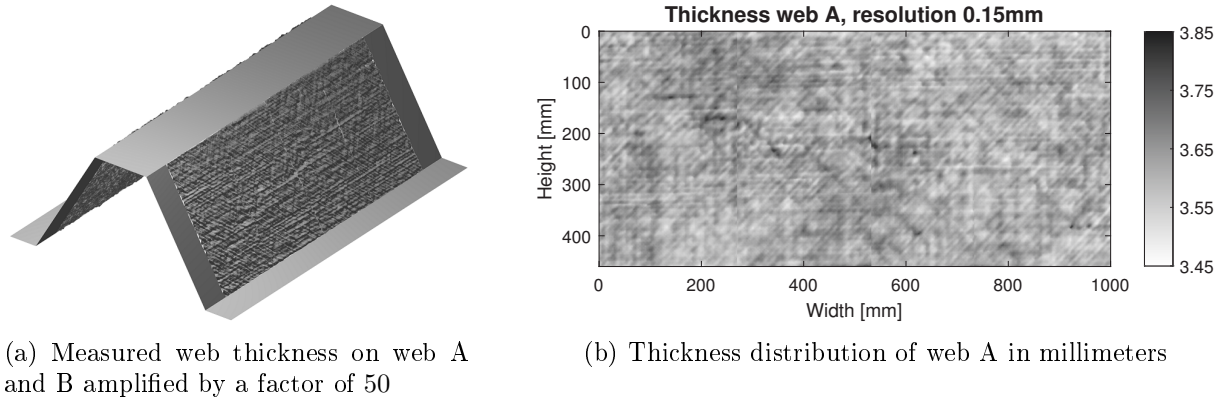 Thickness web A, resolution 0.15mm
0
100
200
300
400
Height [mm]
0 200 400 600 800 1000
Width [mm]
3.85
3.75
3.65
3.55
3.45
(a) Measured web thickness on web A
and B amplified by a factor of 50
(b) Thickness distribution of web A in millimeters